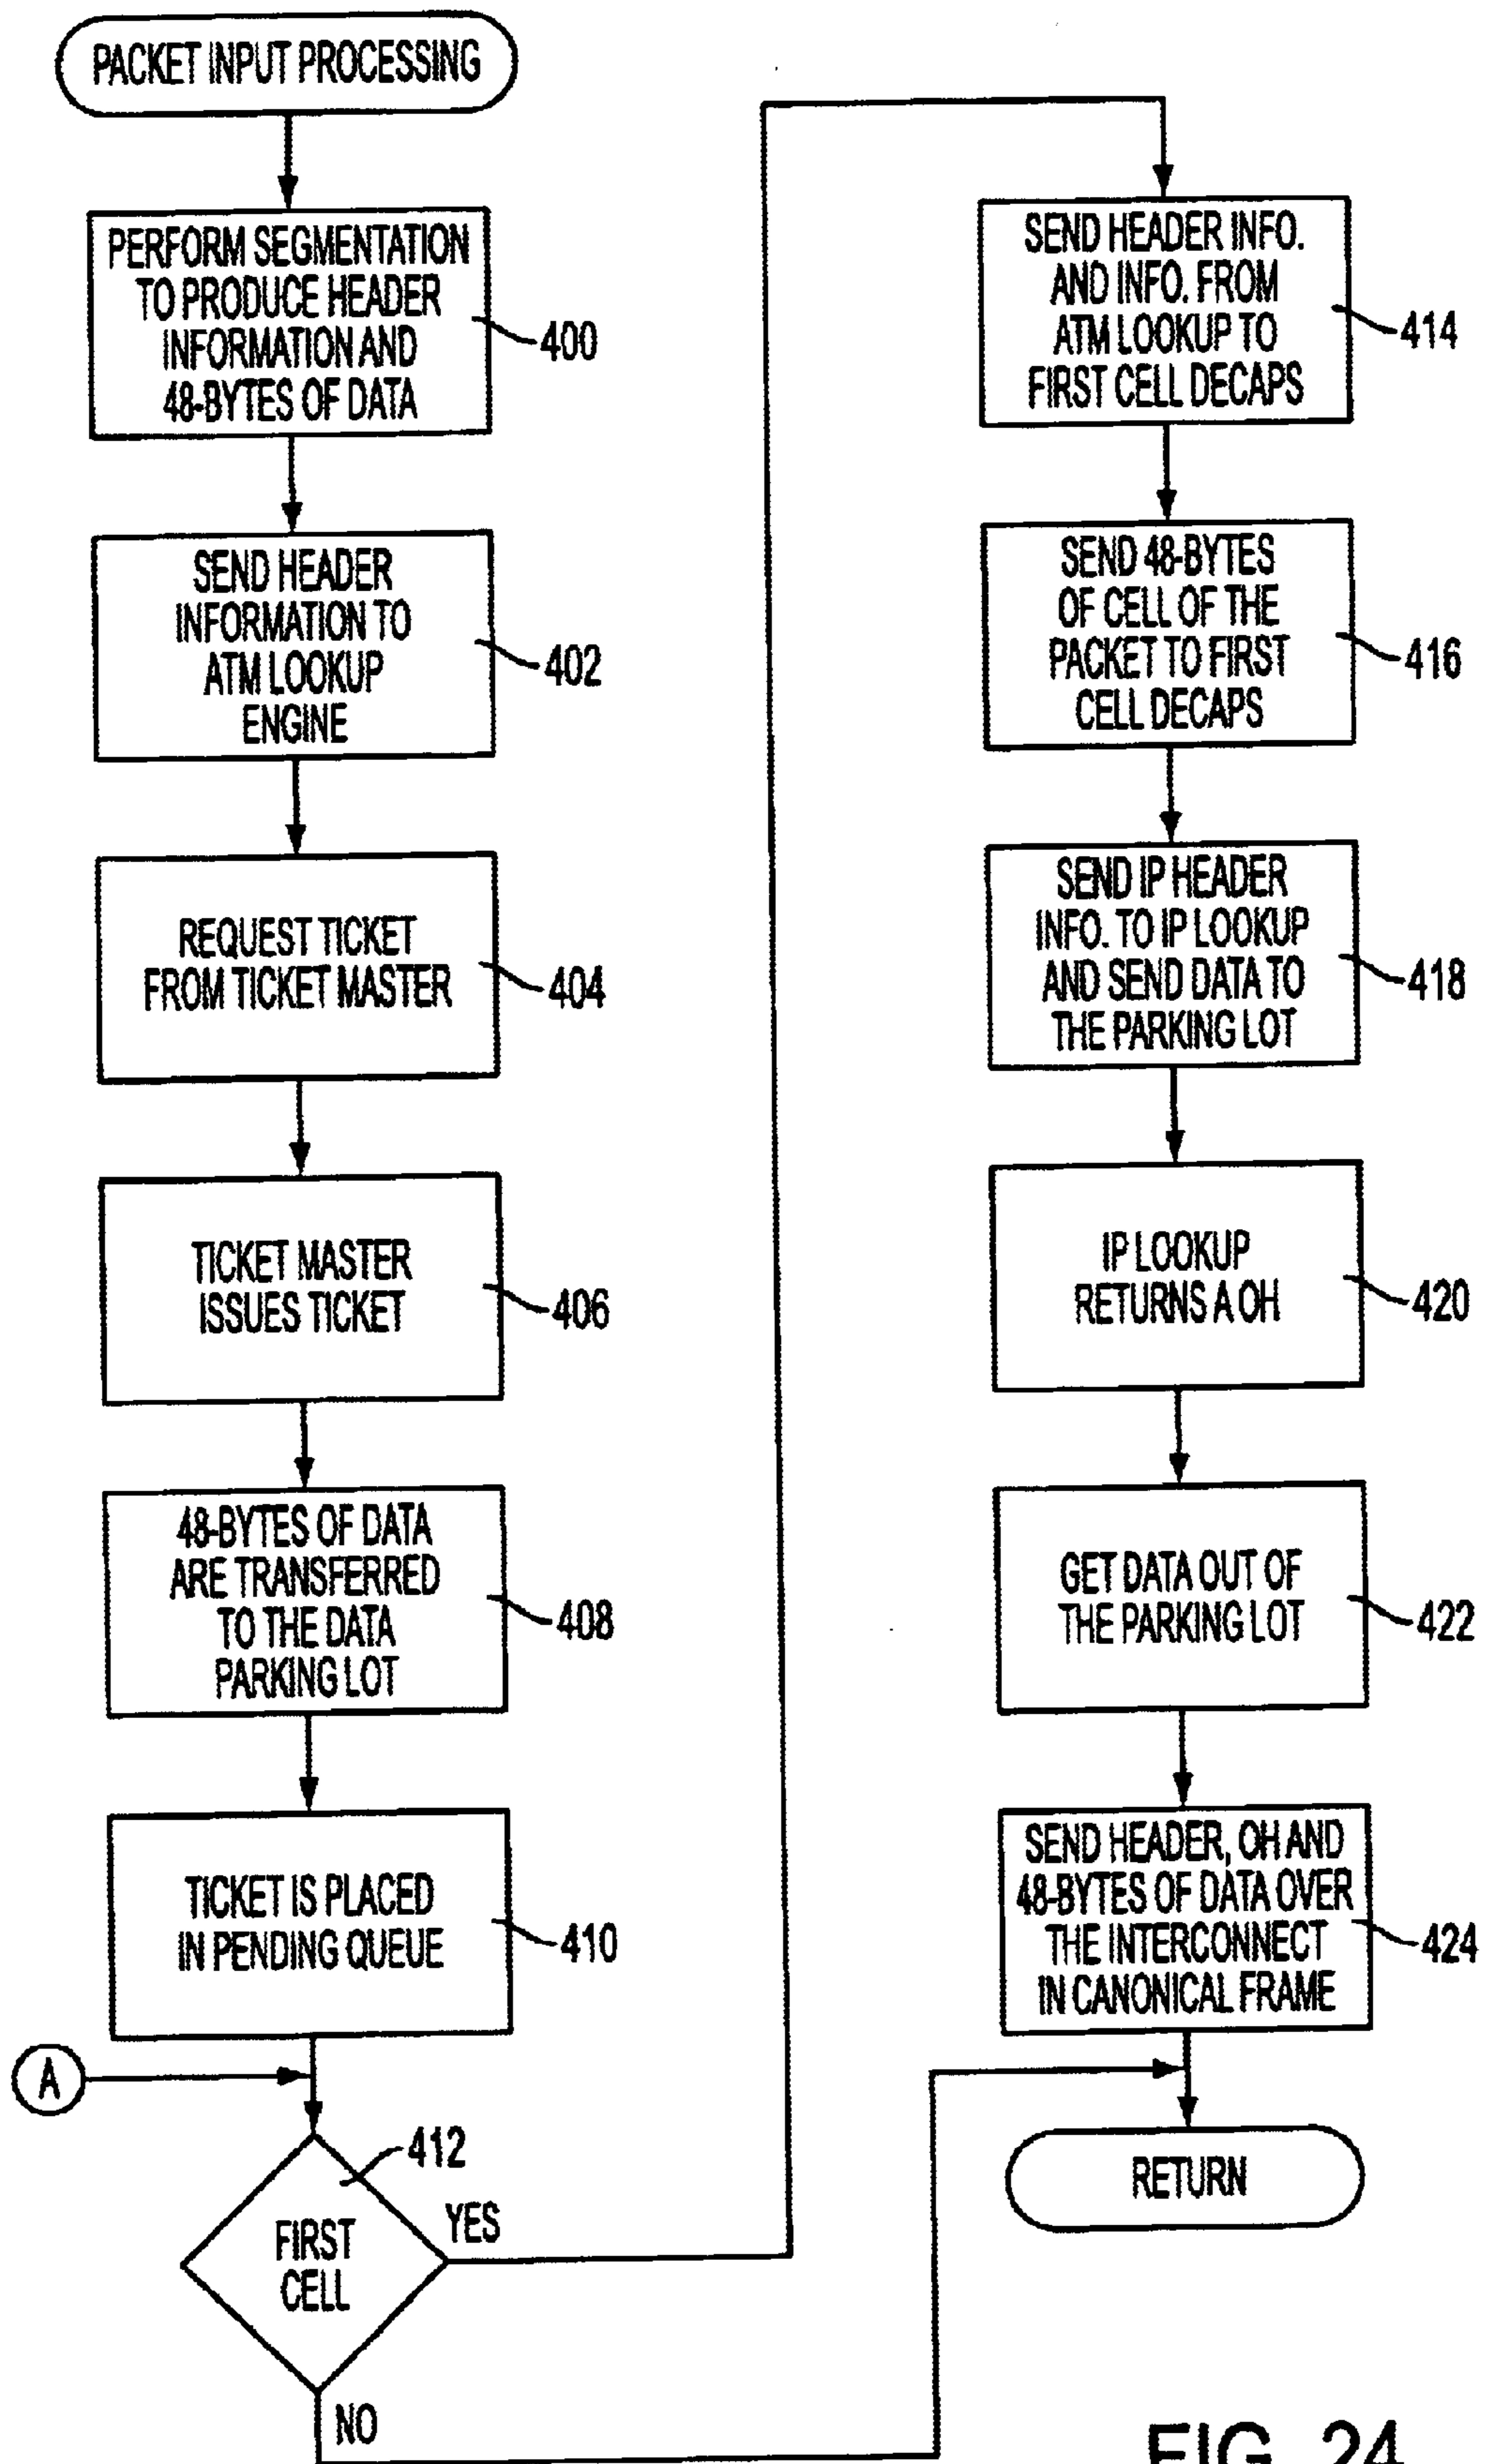 PACKET INPUT PROCESSING
PERFORM SEGMENTATION
TO PRODUCE HEADER
INFORMATION AND
48-BYTES OF DATA
400
SEND HEADER
INFORMATION TO
ATM LOOKUP
ENGINE
402
REQUEST TICKET
FROM TICKET MASTER
404
TICKET MASTER
ISSUES TICKET
406
48-BYTES OF DATA
ARE TRANSFERRED
TO THE DATA
PARKING LOT
408
TICKET IS PLACED
IN PENDING QUEUE
410
A
412
FIRST
CELL
YES
NO
SEND HEADER INFO.
AND INFO. FROM
ATM LOOKUP TO
FIRST CELL DECAPS
414
SEND 48-BYTES
OF CELL OF THE
PACKET TO FIRST
CELL DECAPS
416
SEND IP HEADER
INFO. TO IP LOOKUP
AND SEND DATA TO
THE PARKING LOT
418
IP LOOKUP
RETURNS A OH
420
GET DATA OUT OF
THE PARKING LOT
422
SEND HEADER, OH AND
48-BYTES OF DATA OVER
THE INTERCONNECT
IN CANONICAL FRAME
424
RETURN
FIG. 24